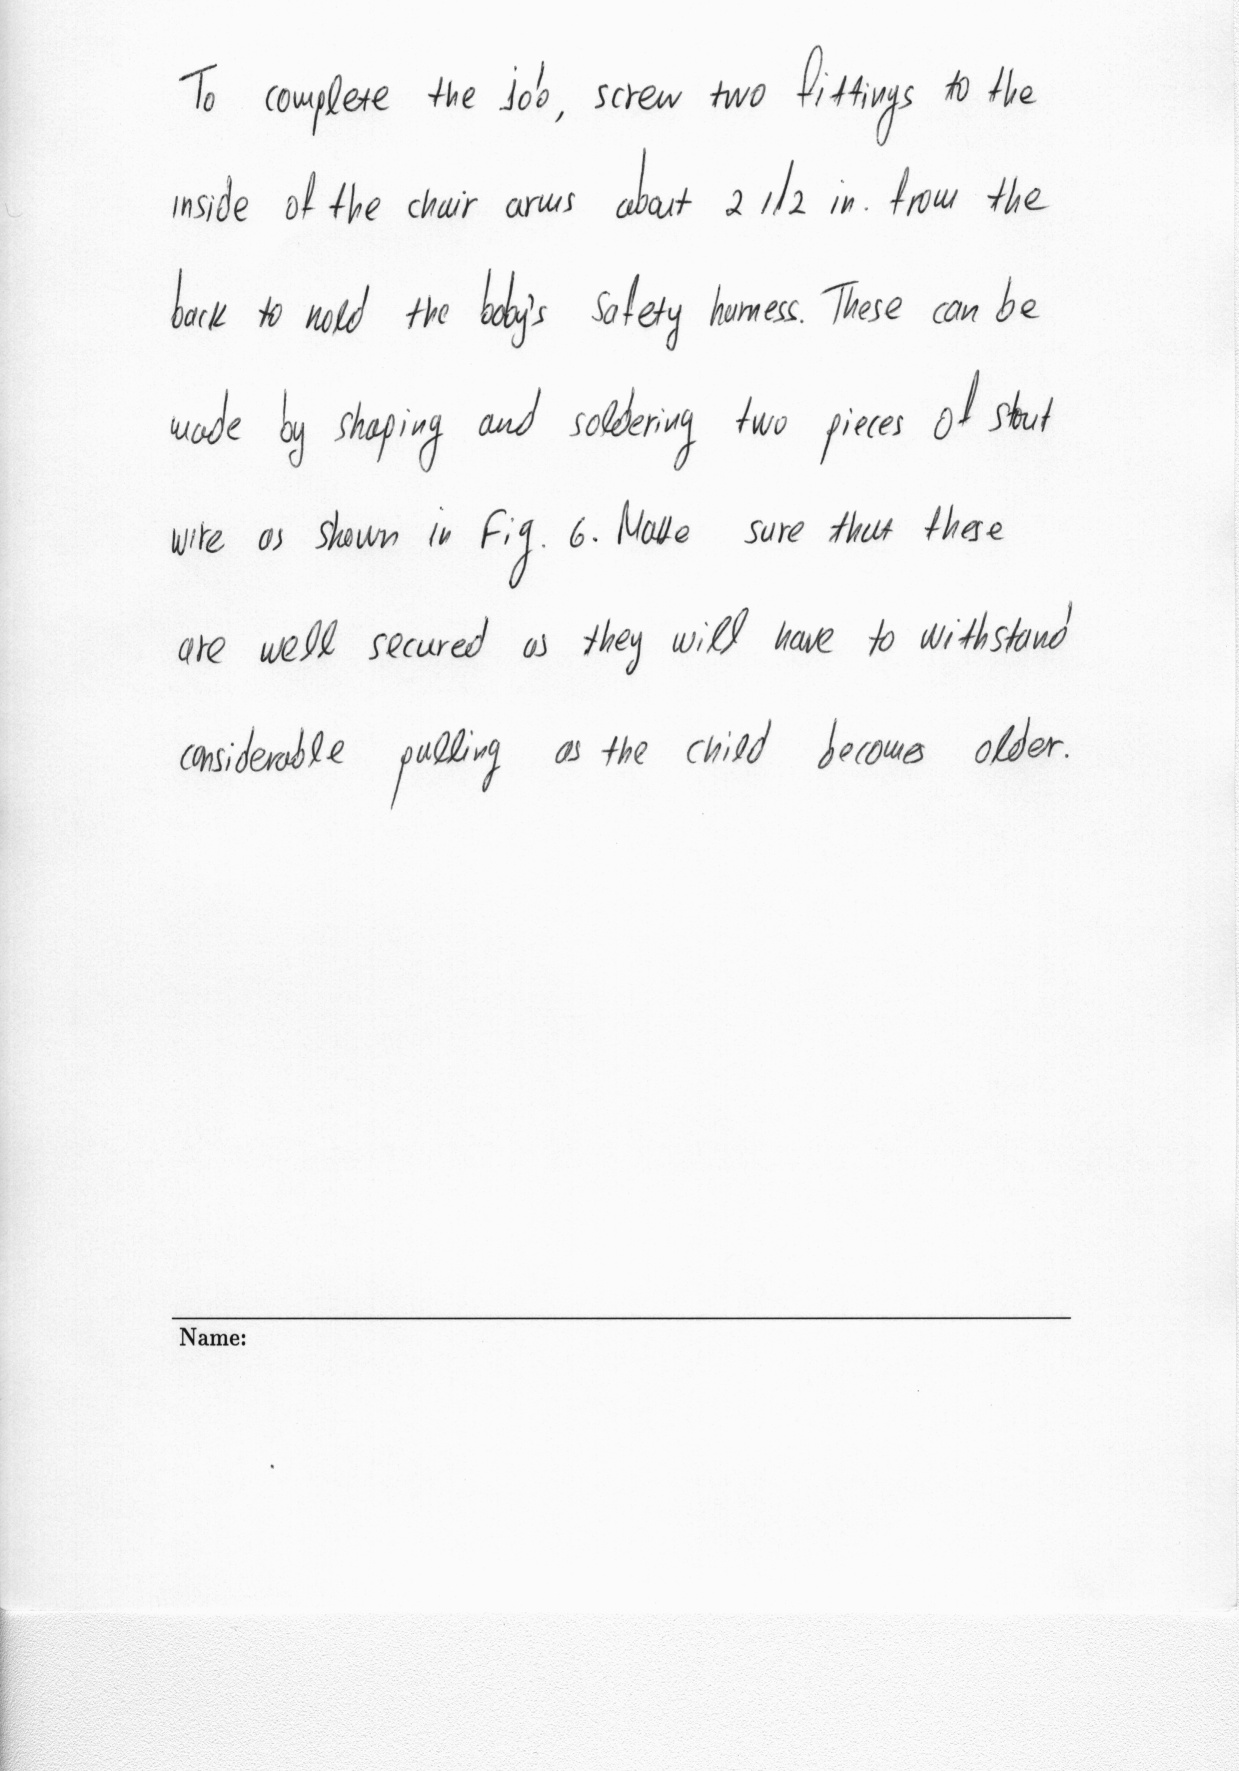 To complete the job, screw two fittings to the
inside of the chair arms about 2 1/2 in. from the
back to hold the baby's safety harness. These can be
made by shaping and soldering two pieces of stout
wire as shown in Fig. 6. Make sure that these
are well secured as they will have to withstand
considerable pulling as the child becomes older.
Name: